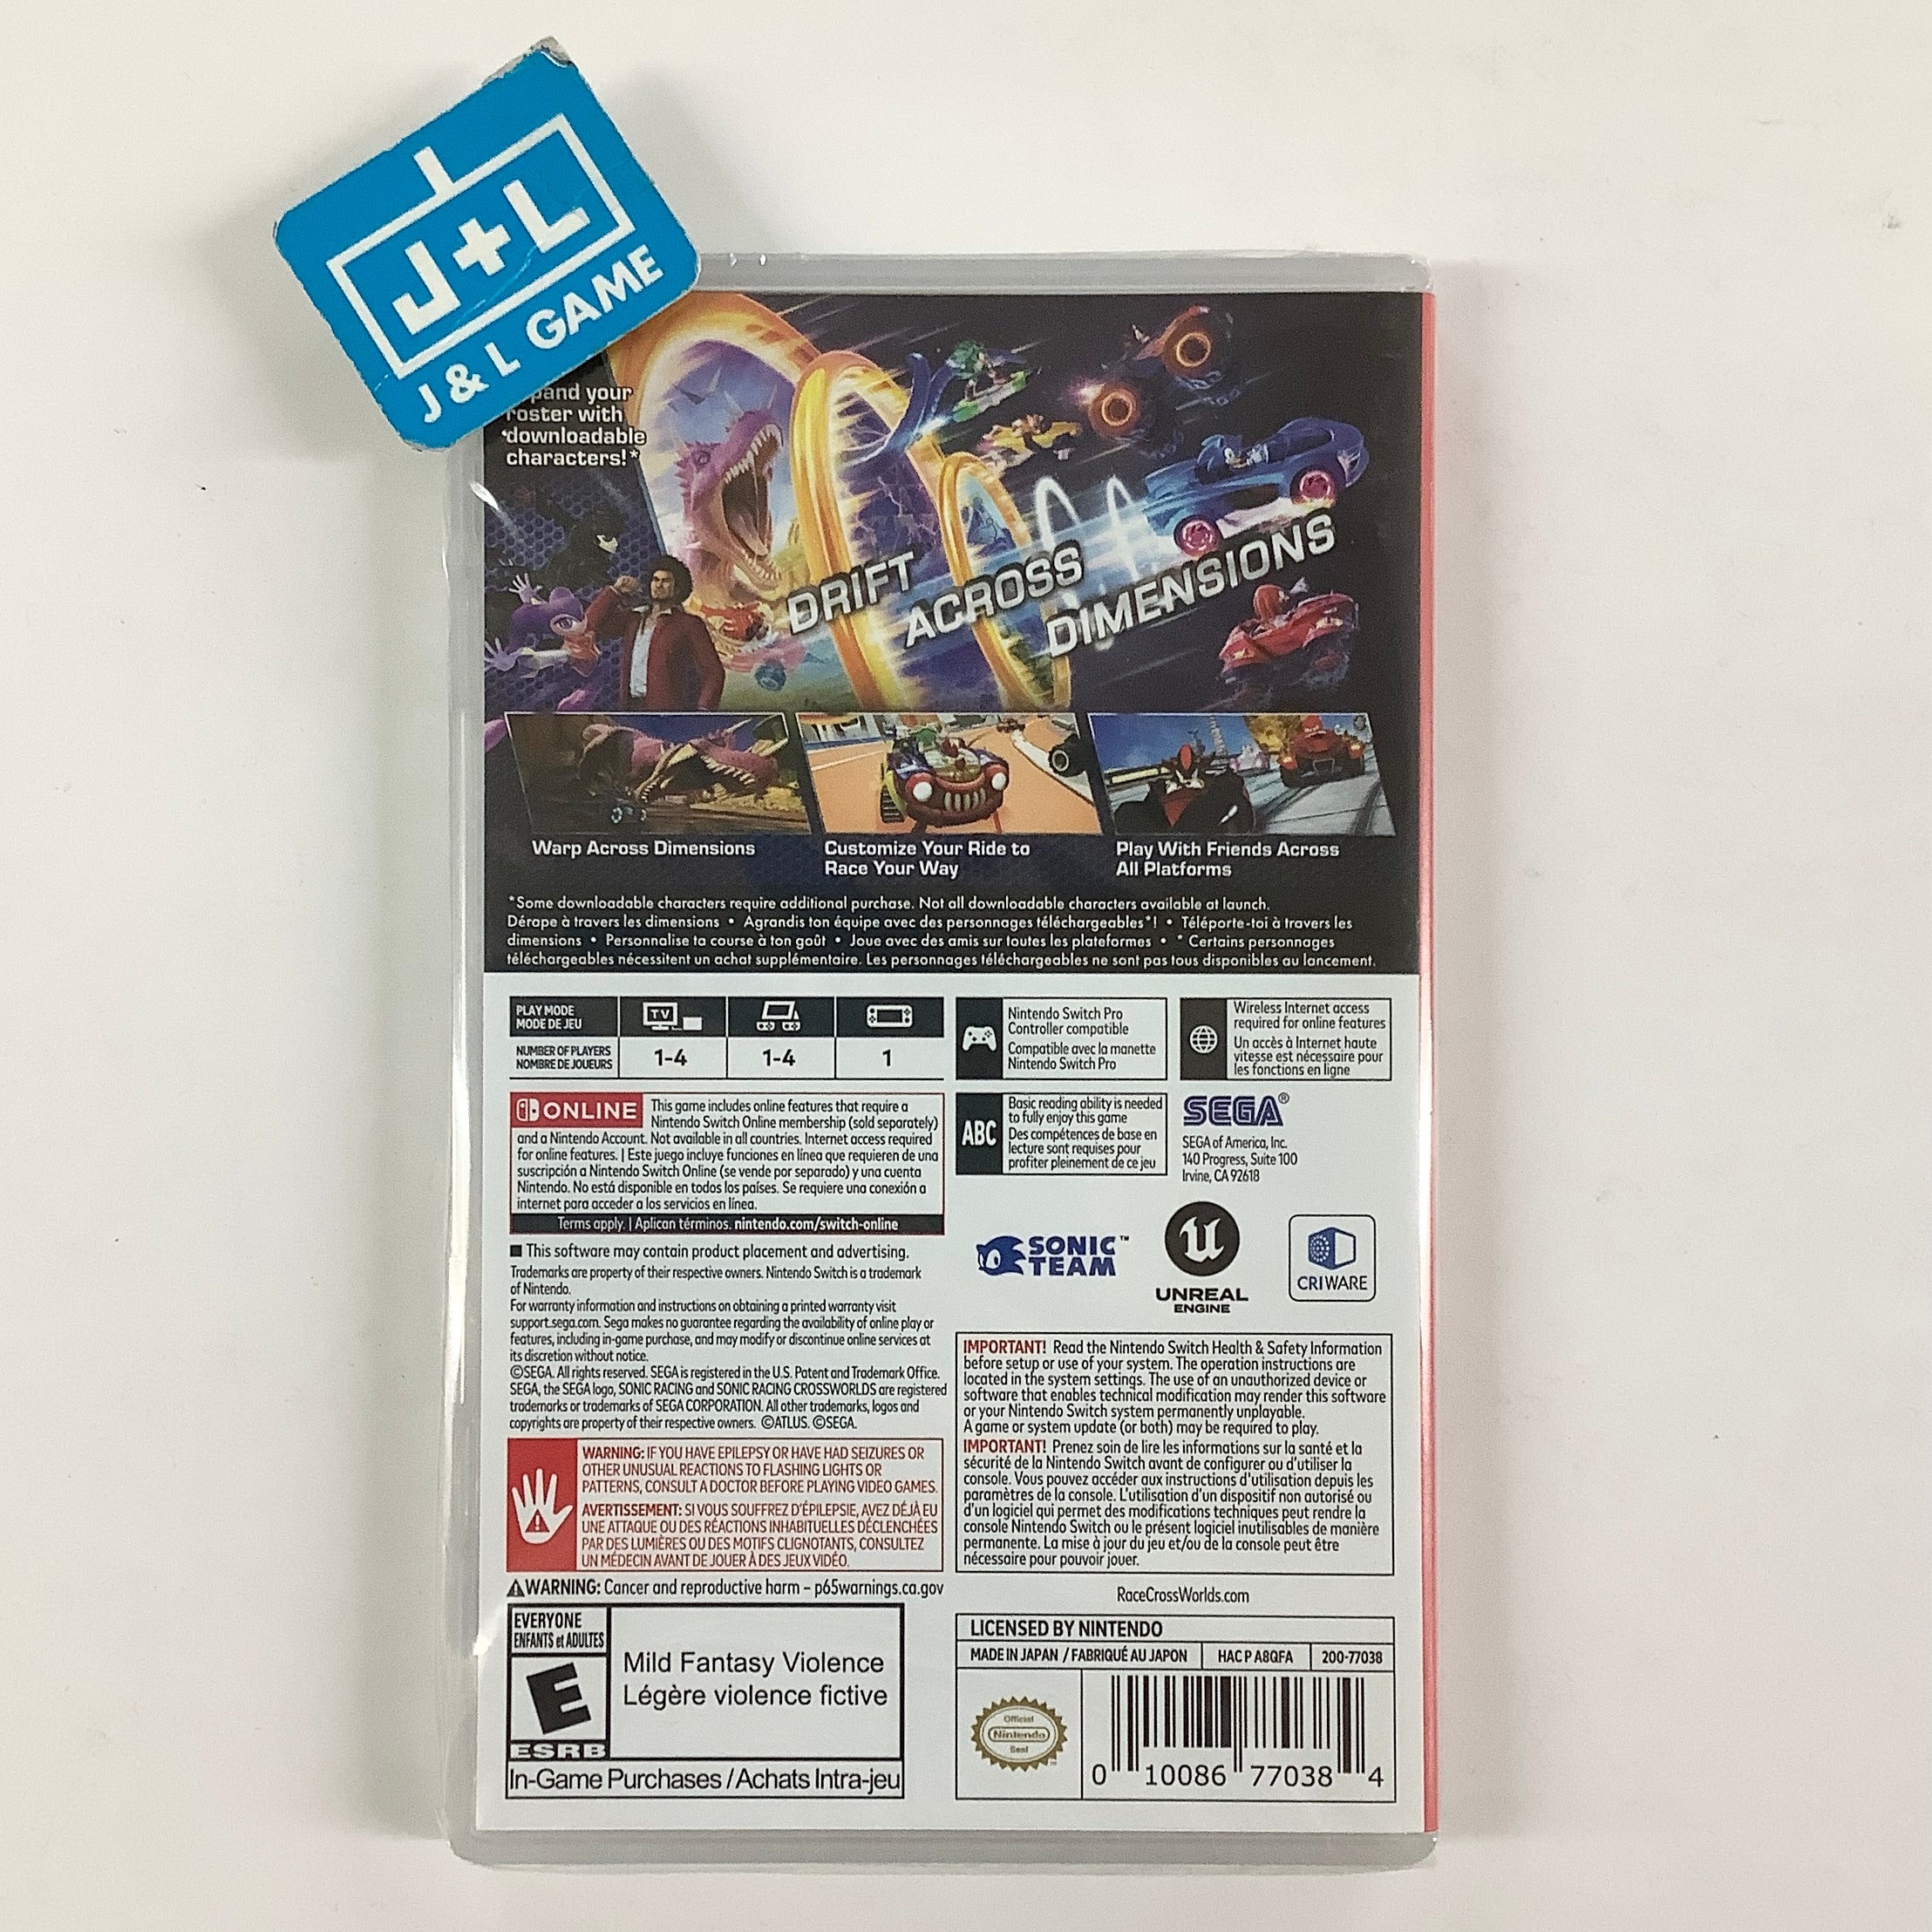 J+L
J & L GAME
your
roster with
downloadable
characters!*
DRIFT
ACROSS
DIMENSIONS
Warp Across Dimensions
Customize Your Ride to
Race Your Way
Play With Friends Across
All Platforms
*Some downloadable characters require additional purchase. Not all downloadable characters available at launch.
Dérape à travers les dimensions • Agrandis ton équipe avec des personnages téléchargeables*! • Téléporte-toi à travers les
dimensions • Personnalise ta course à ton goût • Joue avec des amis sur toutes les plateformes • * Certains personnages
téléchargeables nécessitent un achat supplémentaire. Les personnages téléchargeables ne sont pas tous disponibles au lancement.
PLAY MODE
MODE DE JEU
TV
NUMBER OF PLAYERS
NOMBRE DE JOUEURS
1-4
1-4
1
Nintendo Switch Pro
Controller compatible
Compatible avec la manette
Nintendo Switch Pro
Wireless Internet access
required for online features
Un accès à Internet haute
vitesse est nécessaire pour
les fonctions en ligne
ONLINE
This game includes online features that require a
Nintendo Switch Online membership (sold separately)
and a Nintendo Account. Not available in all countries. Internet access required
for online features. | Este juego incluye funciones en línea que requieren de una
suscripción a Nintendo Switch Online (se vende por separado) y una cuenta
Nintendo. No está disponible en todos los países. Se requiere una conexión a
internet para acceder a los servicios en línea.
Terms apply. | Aplican términos. nintendo.com/switch-online
ABC
Basic reading ability is needed
to fully enjoy this game
Des compétences de base en
lecture sont requises pour
profiter pleinement de ce jeu
SEGA®
SEGA of America, Inc.
140 Progress, Suite 100
Irvine, CA 92618
■ This software may contain product placement and advertising.
Trademarks are property of their respective owners. Nintendo Switch is a trademark
of Nintendo.
For warranty information and instructions on obtaining a printed warranty visit
support.sega.com. Sega makes no guarantee regarding the availability of online play or
features, including in-game purchase, and may modify or discontinue online services at
its discretion without notice.
©SEGA. All rights reserved. SEGA is registered in the U.S. Patent and Trademark Office.
SEGA, the SEGA logo, SONIC RACING and SONIC RACING CROSSWORLDS are registered
trademarks or trademarks of SEGA CORPORATION. All other trademarks, logos and
copyrights are property of their respective owners. ©ATLUS. ©SEGA.
SONIC
TEAM™
UNREAL
ENGINE
CRIWARE
WARNING: IF YOU HAVE EPILEPSY OR HAVE HAD SEIZURES OR
OTHER UNUSUAL REACTIONS TO FLASHING LIGHTS OR
PATTERNS, CONSULT A DOCTOR BEFORE PLAYING VIDEO GAMES.
AVERTISSEMENT: SI VOUS SOUFFREZ D'ÉPILEPSIE, AVEZ DÉJÀ EU
UNE ATTAQUE OU DES RÉACTIONS INHABITUELLES DÉCLENCHÉES
PAR DES LUMIÈRES OU DES MOTIFS CLIGNOTANTS, CONSULTEZ
UN MÉDECIN AVANT DE JOUER À DES JEUX VIDÉO.
WARNING: Cancer and reproductive harm – p65warnings.ca.gov
IMPORTANT! Read the Nintendo Switch Health & Safety Information
before setup or use of your system. The operation instructions are
located in the system settings. The use of an unauthorized device or
software that enables technical modification may render this software
or your Nintendo Switch system permanently unplayable.
A game or system update (or both) may be required to play.
IMPORTANT! Prenez soin de lire les informations sur la santé et la
sécurité de la Nintendo Switch avant de configurer ou d'utiliser la
console. Vous pouvez accéder aux instructions d'utilisation depuis les
paramètres de la console. L'utilisation d'un dispositif non autorisé ou
d'un logiciel qui permet des modifications techniques peut rendre la
console Nintendo Switch ou le présent logiciel inutilisables de manière
permanente. La mise à jour du jeu et/ou de la console peut être
nécessaire pour pouvoir jouer.
RaceCrossWorlds.com
EVERYONE
ENFANTS et ADULTES
E
ESRB
Mild Fantasy Violence
Légère violence fictive
In-Game Purchases / Achats Intra-jeu
LICENSED BY NINTENDO
MADE IN JAPAN / FABRIQUÉ AU JAPON
HAC P A8QFA
200-77038
Official
Nintendo
Seal
0 10086 77038 4